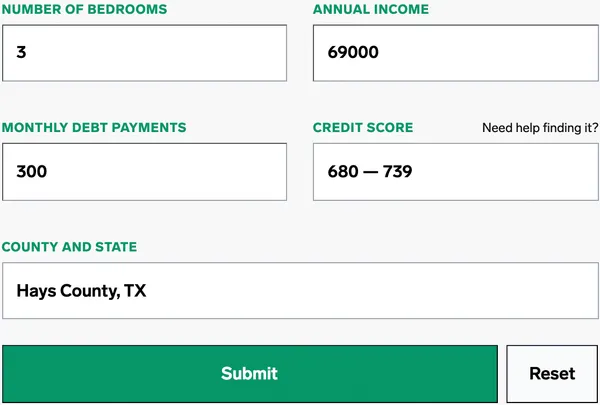 NUMBER OF BEDROOMS
ANNUAL INCOME
3
69000
MONTHLY DEBT PAYMENTS
CREDIT SCORE
Need help finding it?
300
680 — 739
COUNTY AND STATE
Hays County, TX
Submit
Reset